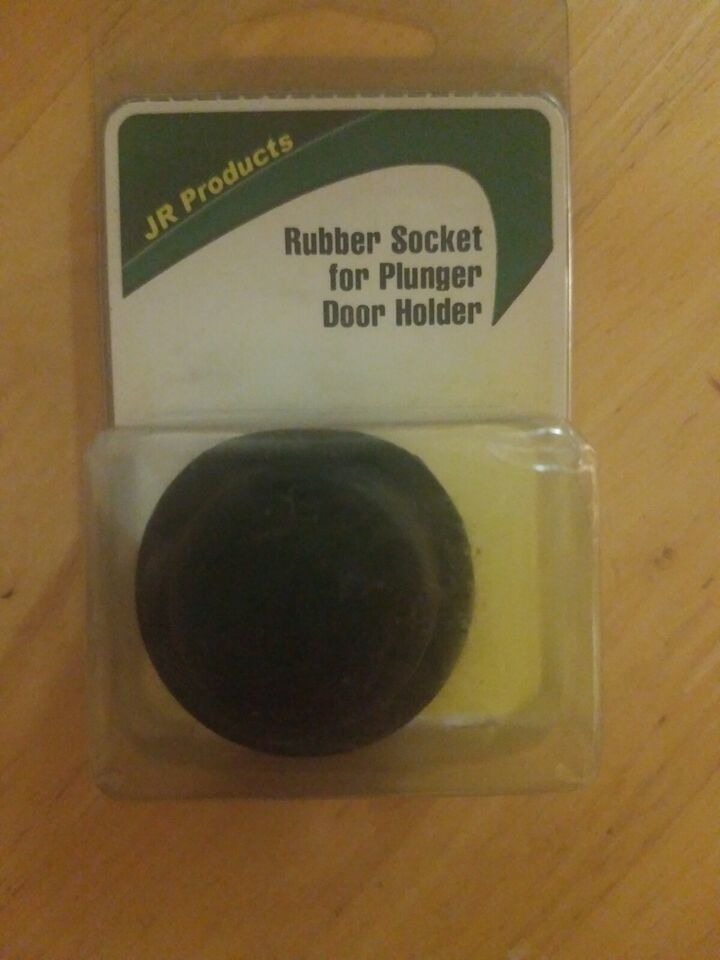 JR Products
Rubber Socket
for Plunger
Door Holder